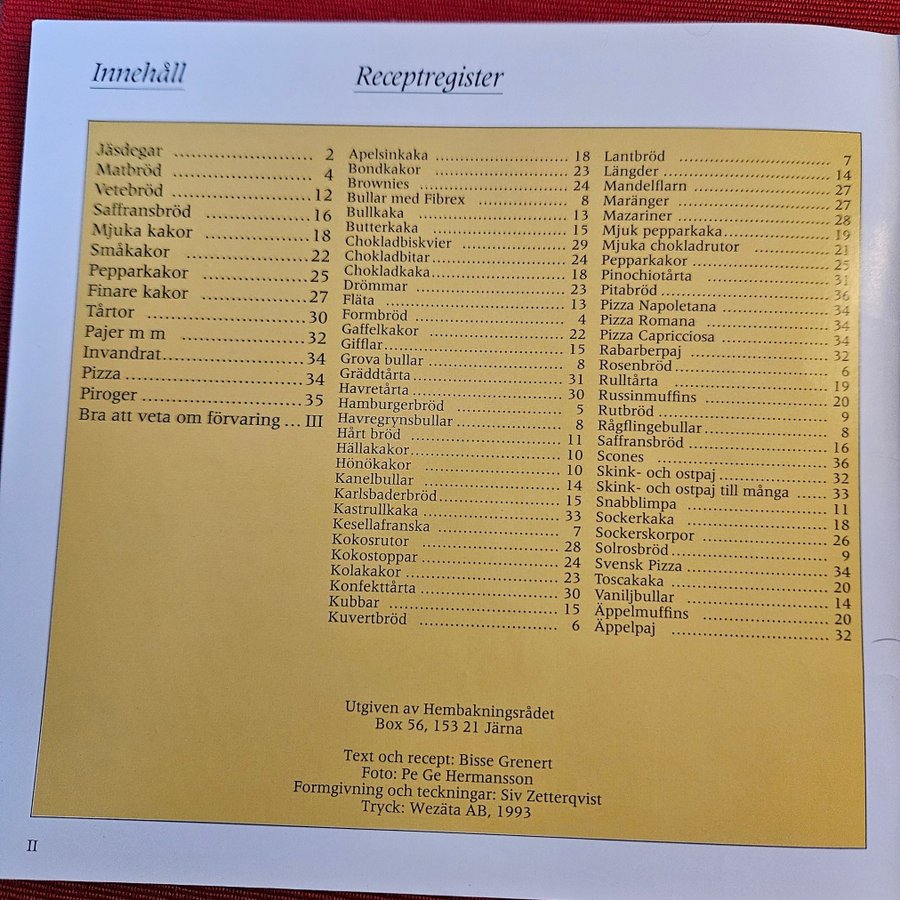 Innehåll
Jäsdegar ........................ 2
Matbröd ........................ 4
Vetebröd ........................ 12
Saffransbröd ........................ 16
Mjuka kakor ........................ 18
Småkakor ........................ 22
Pepparkakor ........................ 25
Finare kakor ........................ 27
Tårtor ........................ 30
Pajer m m ........................ 32
Invandrat ........................ 34
Pizza ........................ 34
Piroger ........................ 35
Bra att veta om förvaring ... III
Receptregister
Apelsinkaka ........................ 18
Bondkakor ........................ 23
Brownies ........................ 24
Bullar med Fibrex ........................ 8
Bullkaka ........................ 13
Butterkaka ........................ 15
Chokladbiskvier ........................ 29
Chokladbitar ........................ 24
Chokladkaka ........................ 18
Drömmar ........................ 23
Fläta ........................ 13
Formbröd ........................ 4
Gaffelkakor ........................ 22
Gifflar ........................ 15
Grova bullar ........................ 8
Gräddtårta ........................ 31
Havretårta ........................ 30
Hamburgerbröd ........................ 5
Havregrynsbullar ........................ 8
Hårt bröd ........................ 11
Hällakakor ........................ 10
Hönökakor ........................ 10
Kanelbullar ........................ 14
Karlsbaderbröd ........................ 15
Kastrullkaka ........................ 33
Kesellafranska ........................ 7
Kokosrutor ........................ 28
Kokostoppar ........................ 24
Kolakakor ........................ 23
Konfekttårta ........................ 30
Kubbar ........................ 15
Kuvertbröd ........................ 6
Lantbröd ........................ 7
Längder ........................ 14
Mandelflarn ........................ 27
Maränger ........................ 27
Mazariner ........................ 28
Mjuk pepparkaka ........................ 19
Mjuka chokladrutor ........................ 21
Pepparkakor ........................ 25
Pinochiotårta ........................ 31
Pitabröd ........................ 36
Pizza Napoletana ........................ 34
Pizza Romana ........................ 34
Pizza Capricciosa ........................ 34
Rabarberpaj ........................ 32
Rosenbröd ........................ 6
Rulltårta ........................ 19
Russinmuffins ........................ 20
Rutbröd ........................ 9
Rågflingebullar ........................ 8
Saffransbröd ........................ 16
Scones ........................ 36
Skink- och ostpaj ........................ 32
Skink- och ostpaj till många ........ 33
Snabblimpa ........................ 11
Sockerkaka ........................ 18
Sockerskorpor ........................ 26
Solrosbröd ........................ 9
Svensk Pizza ........................ 34
Toscakaka ........................ 20
Vaniljbullar ........................ 14
Äppelmuffins ........................ 20
Äppelpaj ........................ 32
Utgiven av Hembakningsrådet
Box 56, 153 21 Järna
Text och recept: Bisse Grenert
Foto: Pe Ge Hermansson
Formgivning och teckningar: Siv Zetterqvist
Tryck: Wezäta AB, 1993
II